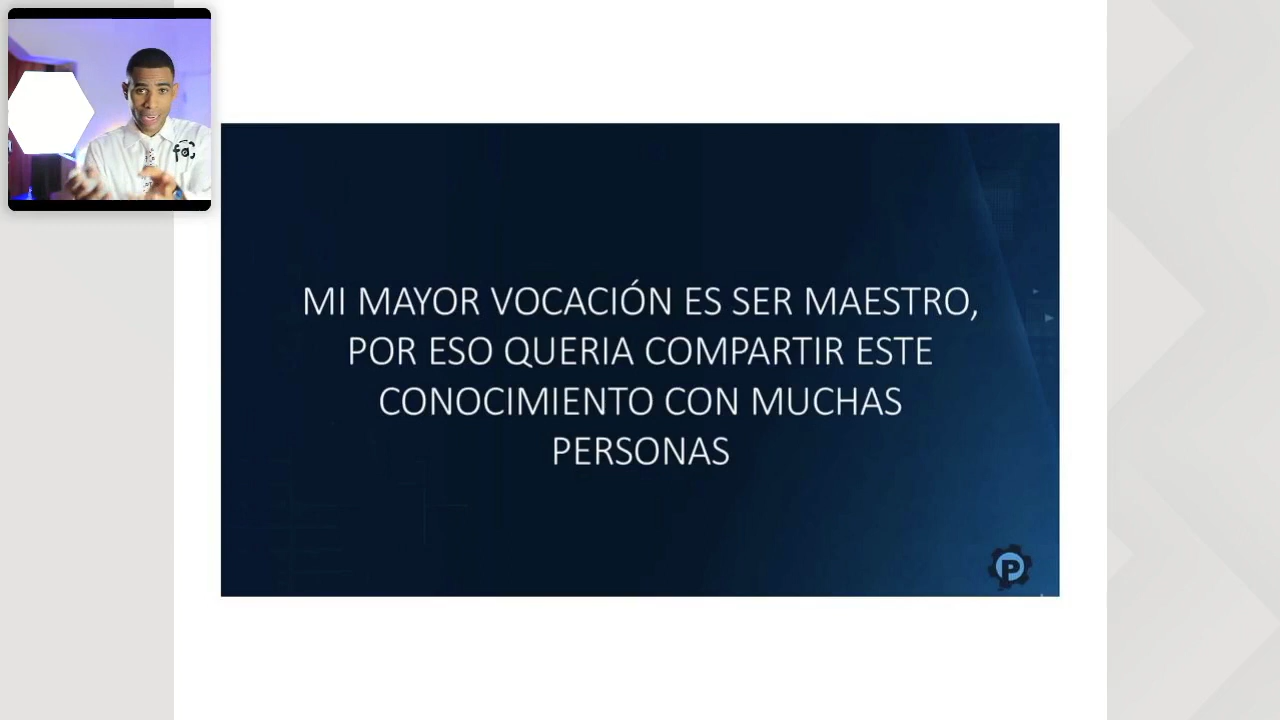 MI MAYOR VOCACIÓN ES SER MAESTRO,
POR ESO QUERIA COMPARTIR ESTE
CONOCIMIENTO CON MUCHAS
PERSONAS
P